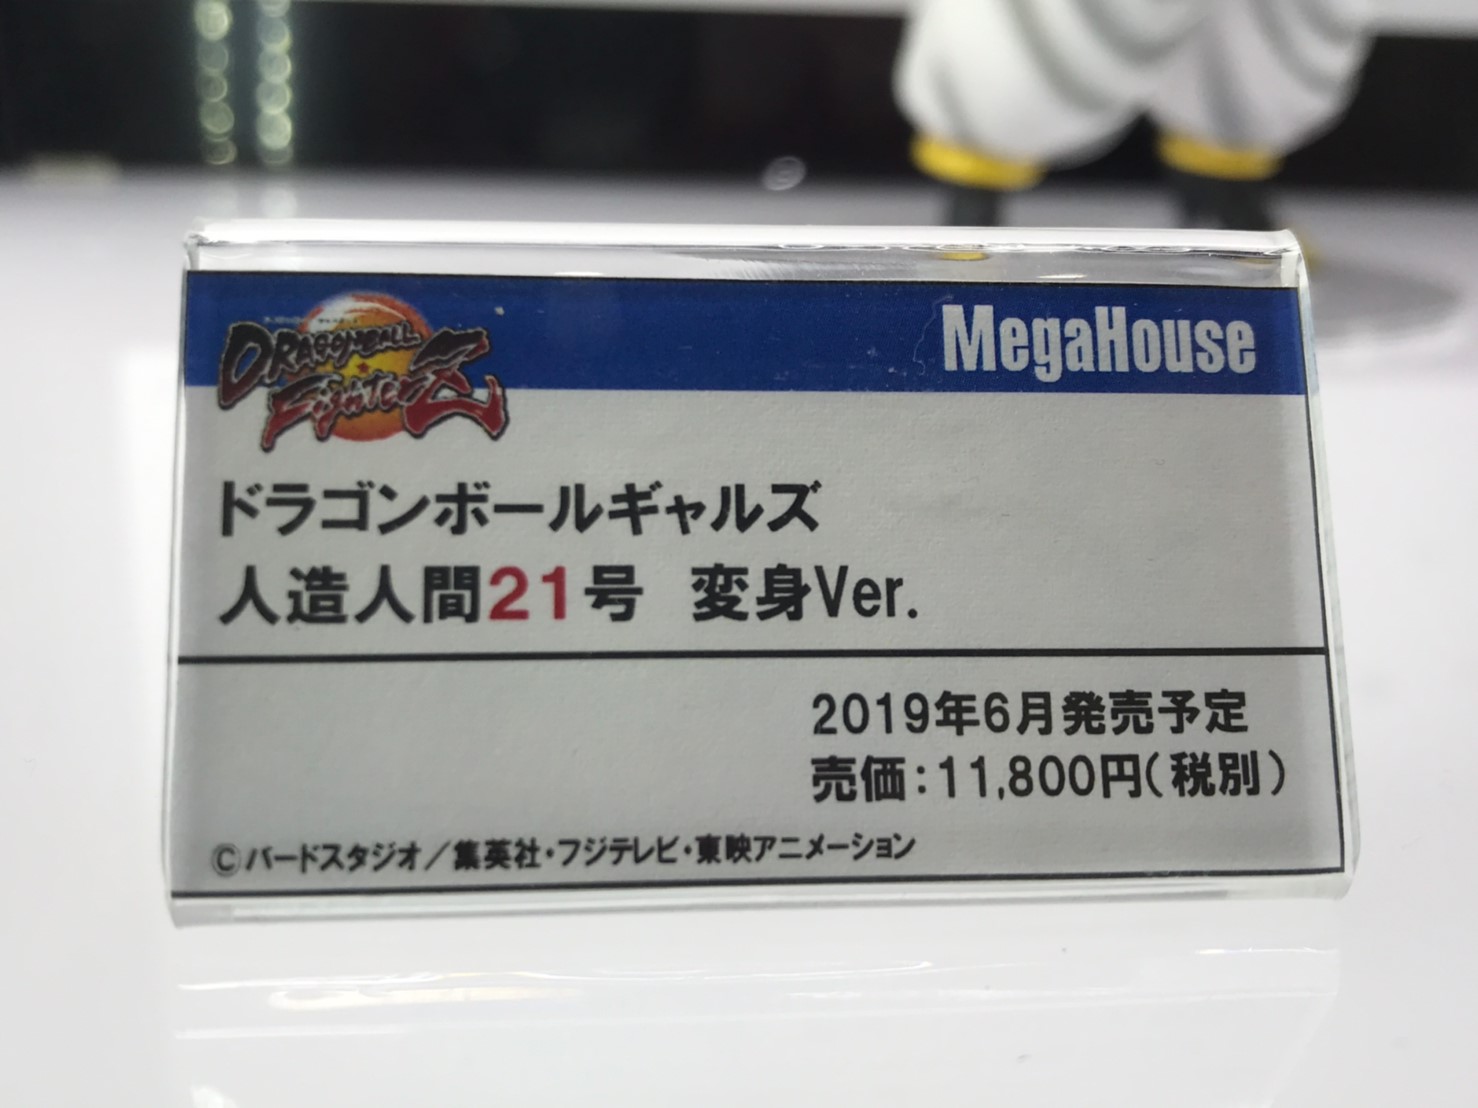 DRAGONBALL
FighterZ
MegaHouse
ドラゴンボールギャルズ
人造人間21号 変身Ver.
2019年6月発売予定
売価:11,800円(税別)
©バードスタジオ/集英社・フジテレビ・東映アニメーション